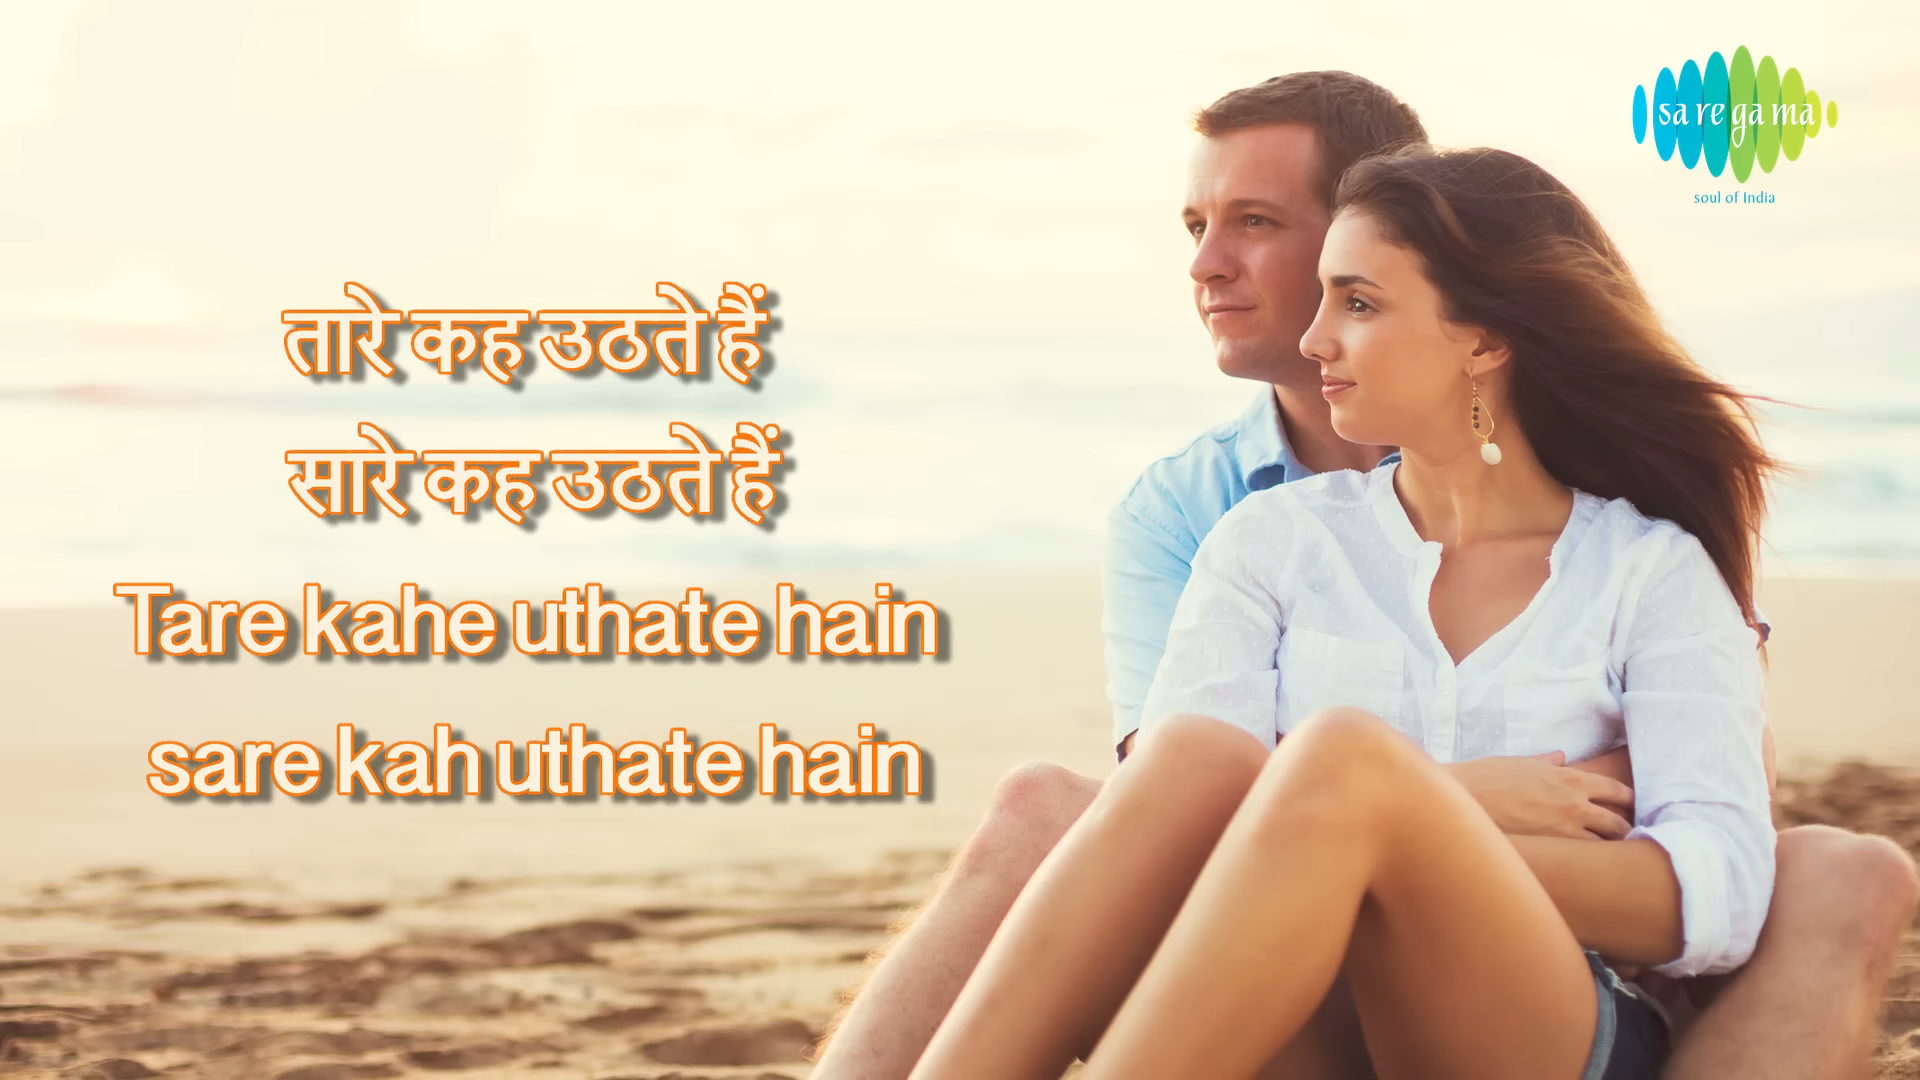 sa re ga ma
soul of India
तारे कह उठते हैं
सारे कह उठते हैं
Tare kahe uthate hain
sare kah uthate hain